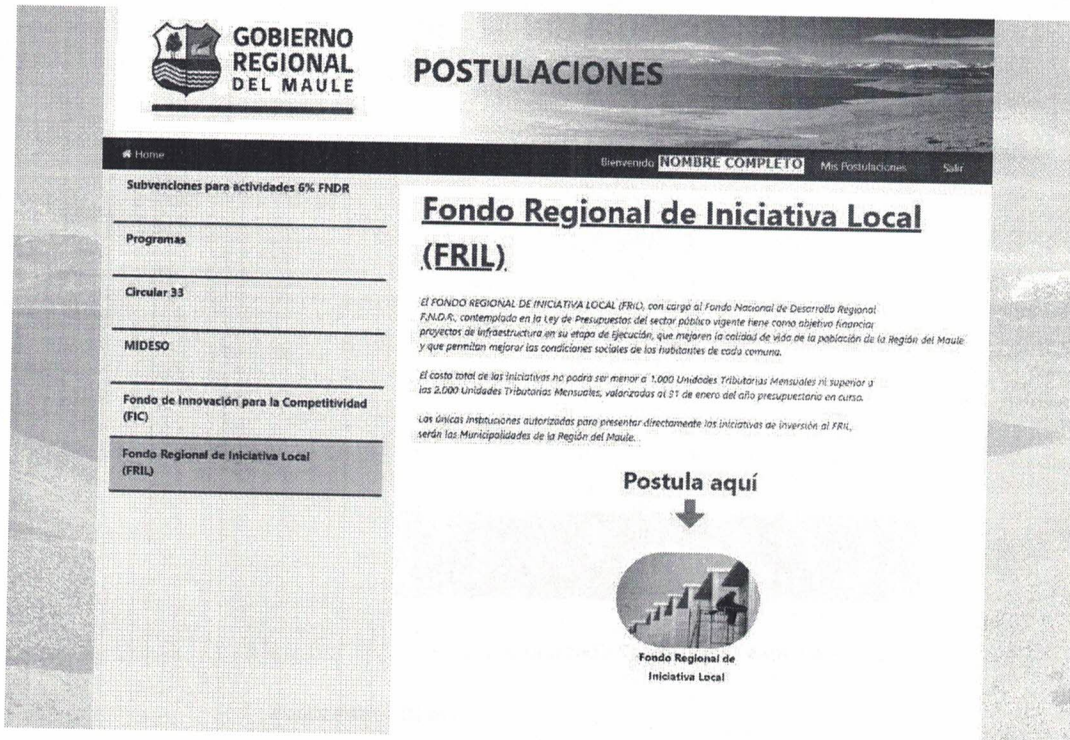 GOBIERNO
REGIONAL
DEL MAULE
POSTULACIONES
Home
Bienvenido NOMBRE COMPLETO Mis Postulaciones Salir
Subvenciones para actividades 6% FNDR
Programas
Circular 33
MIDESO
Fondo de Innovación para la Competitividad
(FIC)
Fondo Regional de Iniciativa Local
(FRIL)
Fondo Regional de Iniciativa Local
(FRIL)
El FONDO REGIONAL DE INICIATIVA LOCAL (FRIL), con cargo al Fondo Nacional de Desarrollo Regional
F.N.D.R., contemplado en la Ley de Presupuestos del sector público vigente tiene como objetivo financiar
proyectos de infraestructura en su etapa de Ejecución, que mejoren la calidad de vida de la población de la Región del Maule
y que permitan mejorar las condiciones sociales de los habitantes de cada comuna.
El costo total de las iniciativas no podrá ser menor a 1.000 Unidades Tributarias Mensuales ni superior a
las 2.000 Unidades Tributarias Mensuales, valorizadas al 31 de enero del año presupuestario en curso.
Las únicas instituciones autorizadas para presentar directamente las iniciativas de inversión al FRIL,
serán las Municipalidades de la Región del Maule.
Postula aquí
Fondo Regional de
Iniciativa Local